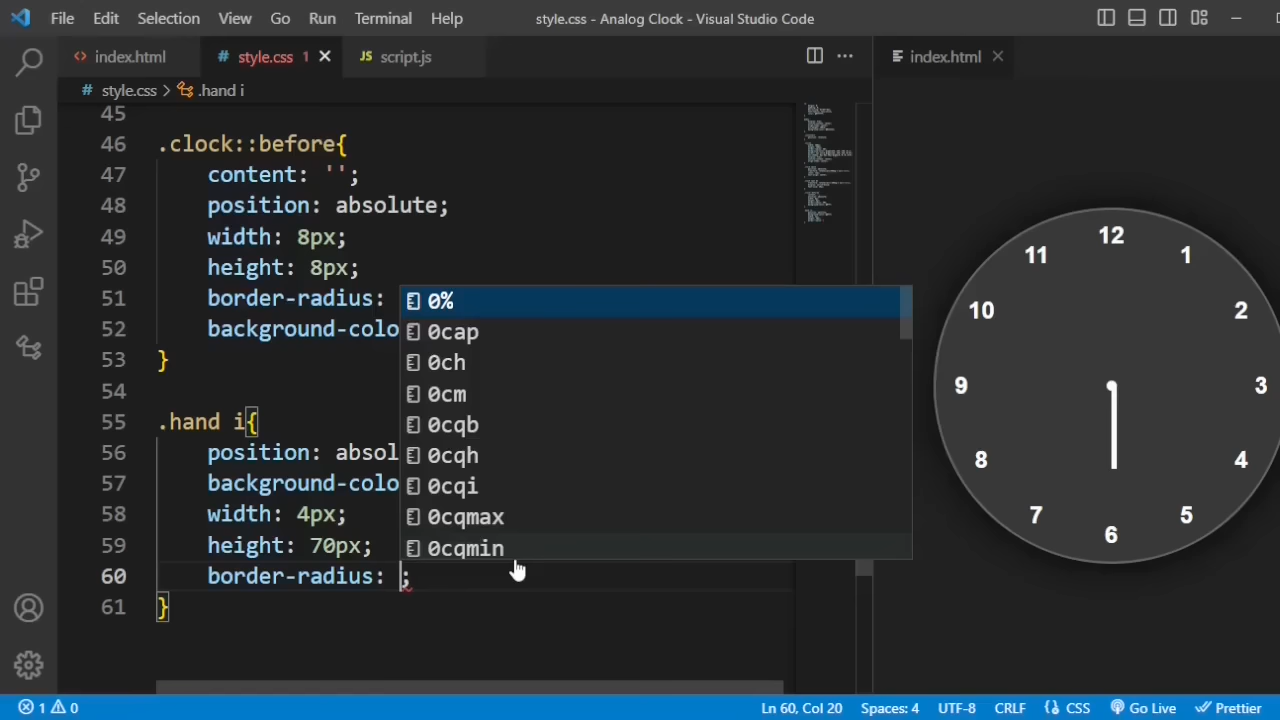 File Edit Selection View Go Run Terminal Help
style.css - Analog Clock - Visual Studio Code
index.html
# style.css 1
JS script.js
index.html
# style.css > .hand i
45
46 .clock::before{
47 content: '';
48 position: absolute;
49 width: 8px;
50 height: 8px;
51 border-radius:
52 background-colo
53 }
54
55 .hand i{
56 position: absol
57 background-colo
58 width: 4px;
59 height: 70px;
60 border-radius: ;
61 }
0%
0cap
0ch
0cm
0cqb
0cqh
0cqi
0cqmax
0cqmin
12
1
2
3
4
5
6
7
8
9
10
11
1 0
Ln 60, Col 20 Spaces: 4 UTF-8 CRLF {} CSS Go Live Prettier